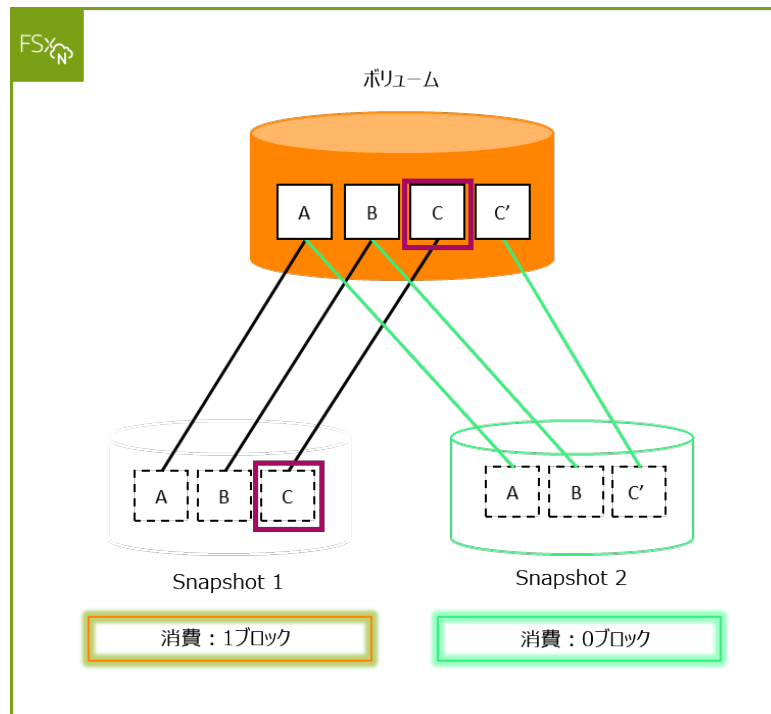 FSx
N
ボリューム
A B C C’
A B C
A B C’
Snapshot 1
Snapshot 2
消費：1ブロック
消費：0ブロック